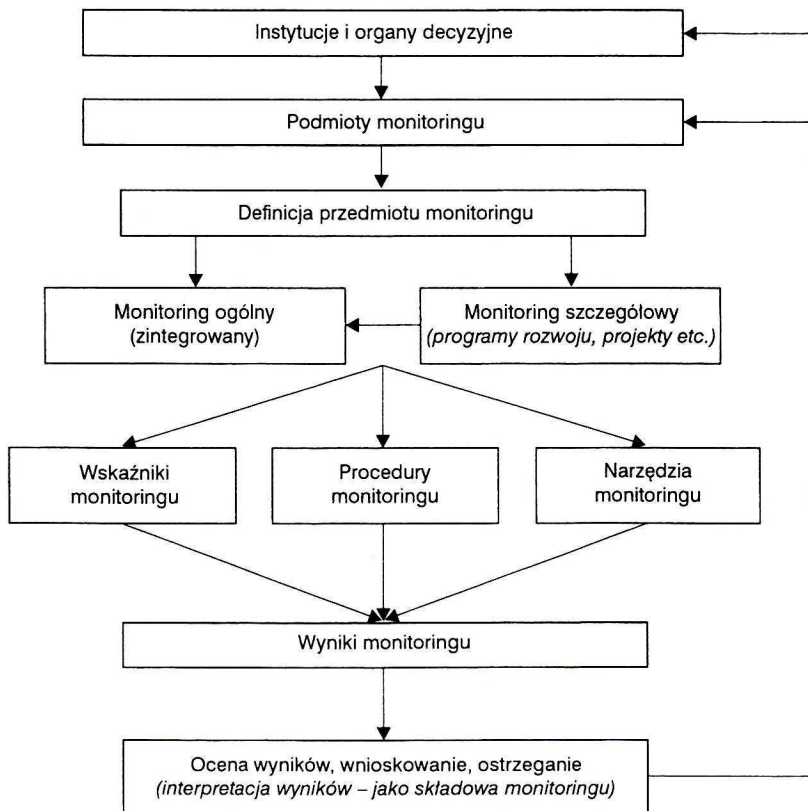 Instytucje i organy decyzyjne
Podmioty monitoringu
Definicja przedmiotu monitoringu
Monitoring ogólny
(zintegrowany)
Monitoring szczegółowy
(programy rozwoju, projekty etc.)
Wskaźniki
monitoringu
Procedury
monitoringu
Narzędzia
monitoringu
Wyniki monitoringu
Ocena wyników, wnioskowanie, ostrzeganie
(interpretacja wyników – jako składowa monitoringu)